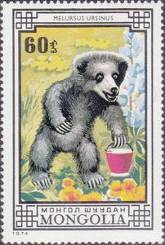 MELURSUS URSINUS
60₮
МОНГОЛ ШУУДАН
MONGOLIA
1974